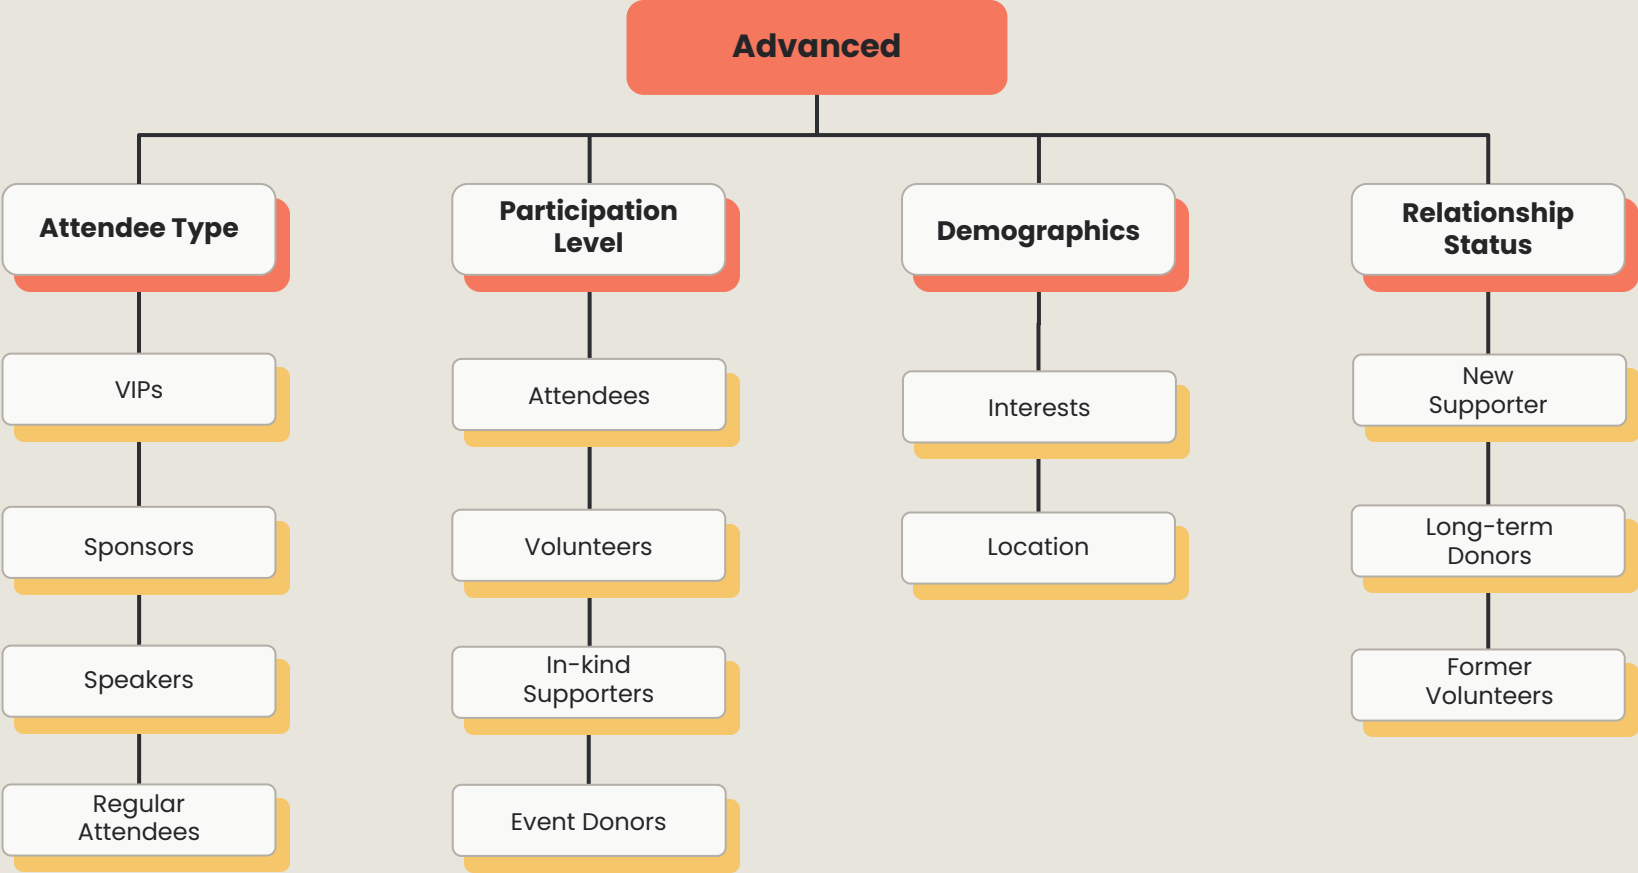 Advanced
Attendee Type
VIPs
Sponsors
Speakers
Regular
Attendees
Participation
Level
Attendees
Volunteers
In-kind
Supporters
Event Donors
Demographics
Interests
Location
Relationship
Status
New
Supporter
Long-term
Donors
Former
Volunteers